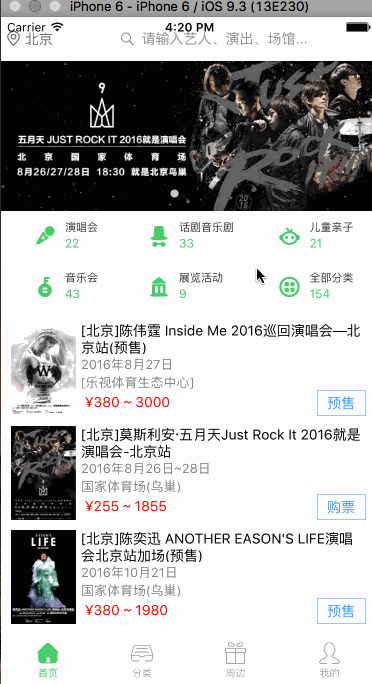 iPhone 6 - iPhone 6 / iOS 9.3 (13E230)
Carrier 4:20 PM
北京 请输入艺人、演出、场馆...
9
五月天 JUST ROCK IT 2016就是演唱会
北京国家体育场
8月26/27/28日 18:30 就是北京鸟巢
Just Rock
2016
演唱会 话剧音乐剧 儿童亲子
22 33 21
音乐会 展览活动 全部分类
43 9 154
[北京]陈伟霆 Inside Me 2016巡回演唱会—北
京站(预售)
2016年8月27日
[乐视体育生态中心]
¥380 ~ 3000 预售
[北京]莫斯利安·五月天Just Rock It 2016就是
演唱会~北京站
2016年8月26日~28日
国家体育场(鸟巢)
¥255 ~ 1855 购票
EASON'S
LIFE
[北京]陈奕迅 ANOTHER EASON'S LIFE演唱
会北京站加场(预售)
2016年10月21日
国家体育场(鸟巢)
¥380 ~ 1980 预售
首页 分类 周边 我的